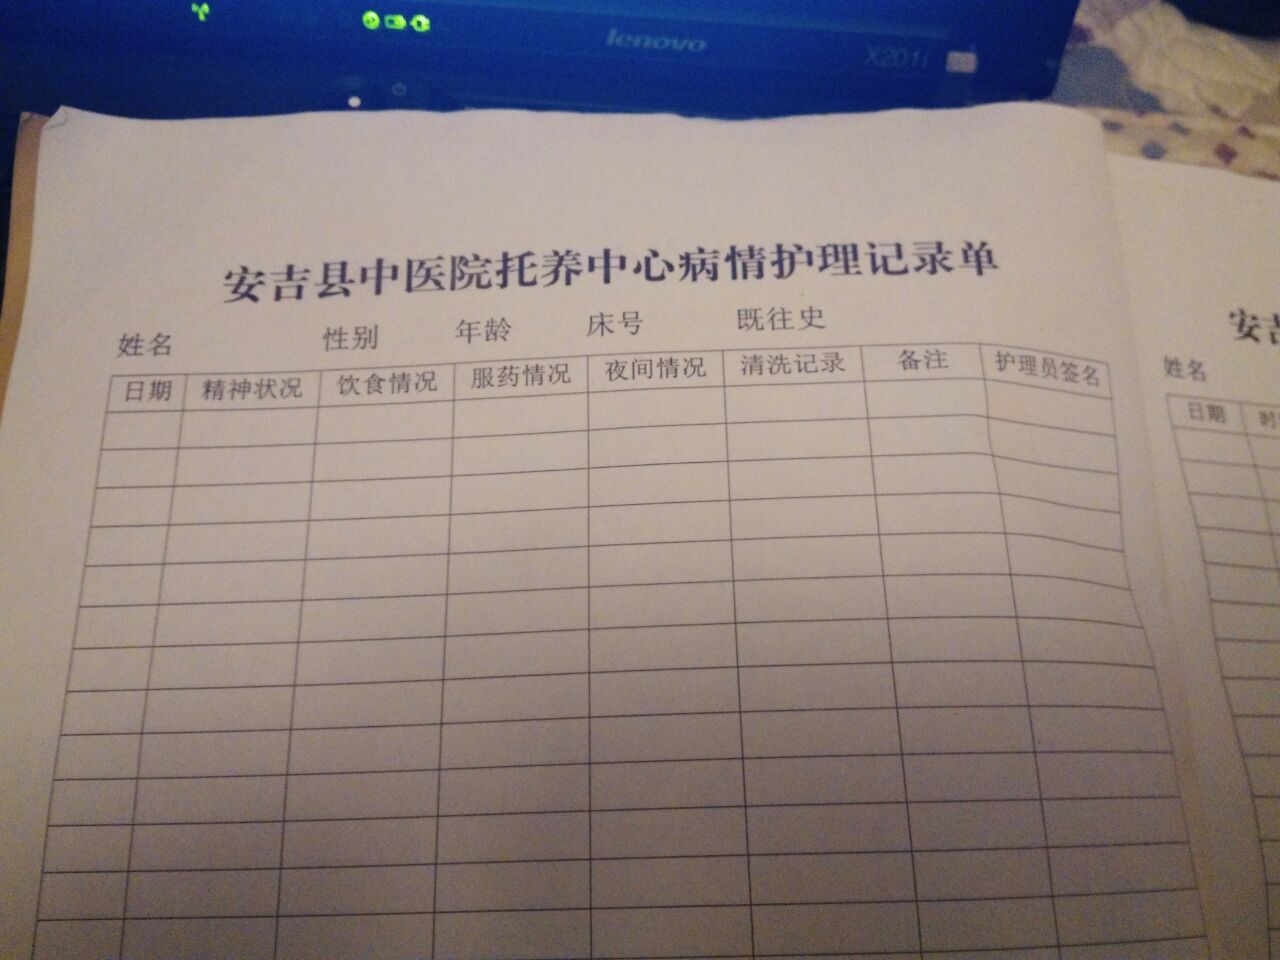 lenovo
X201i
安吉县中医院托养中心病情护理记录单
姓名 性别 年龄 床号 既往史
日期 精神状况 饮食情况 服药情况 夜间情况 清洗记录 备注 护理员签名
安吉
姓名
日期 时